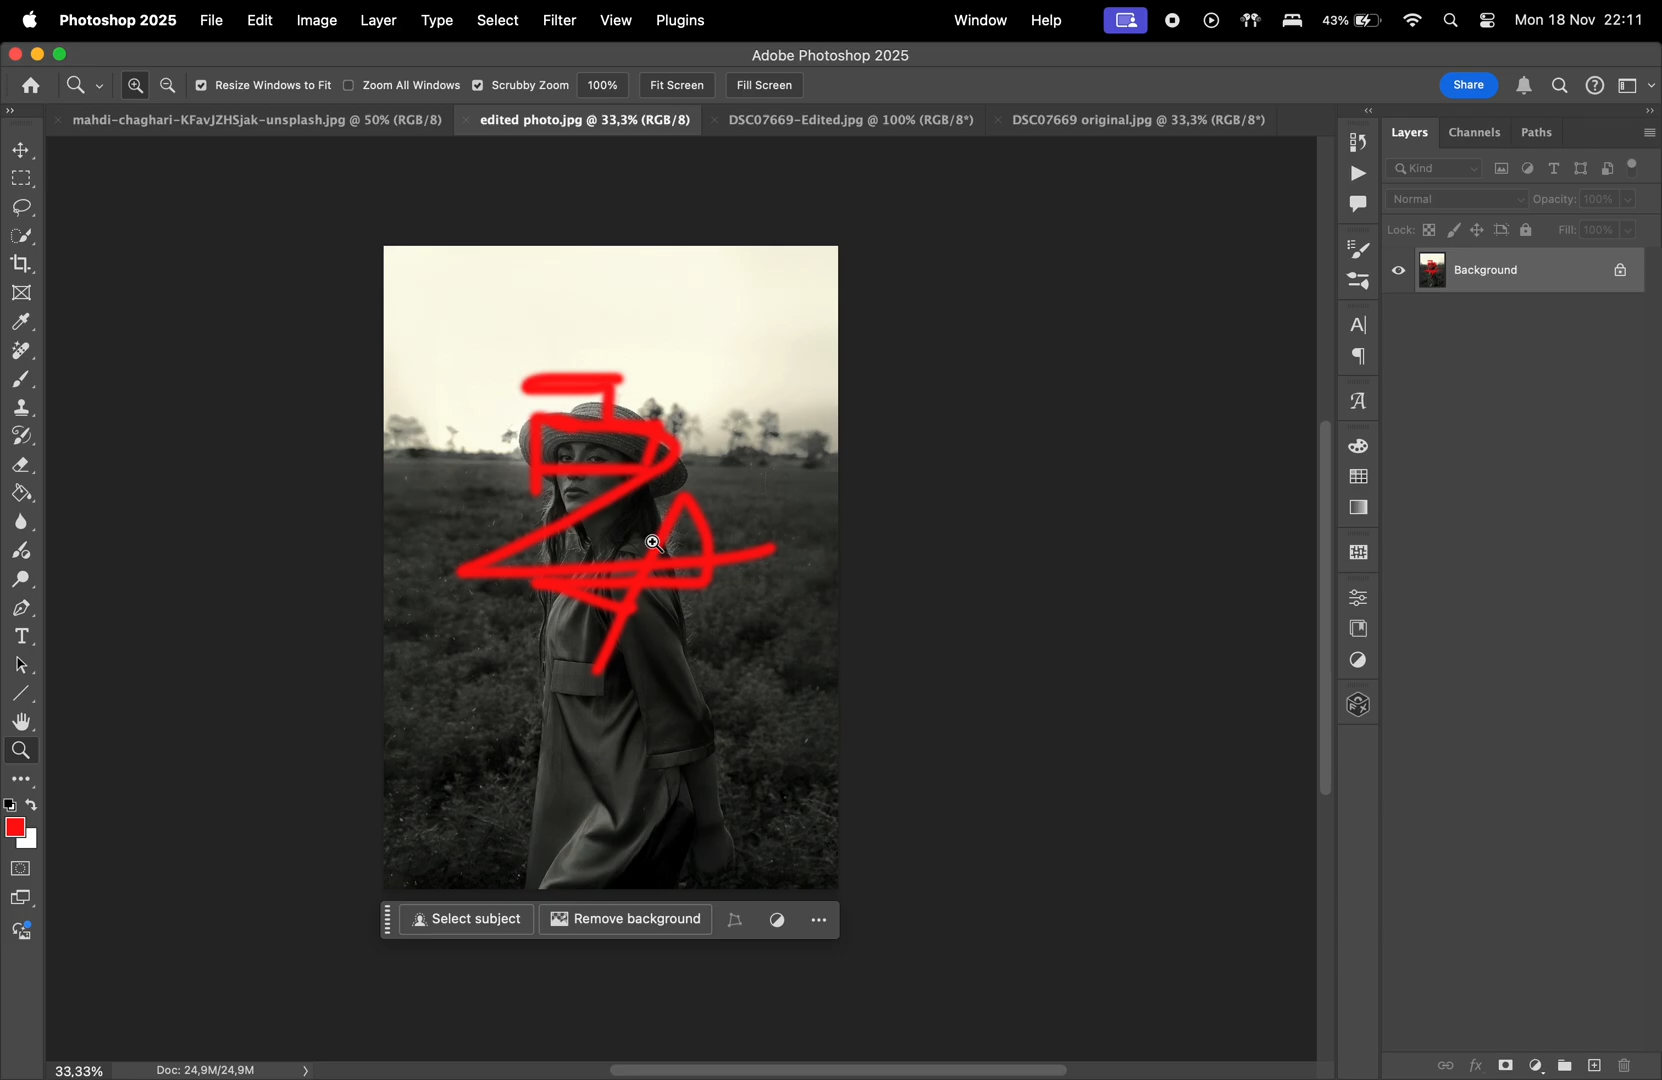 Photoshop 2025 File Edit Image Layer Type Select Filter View Plugins Window Help 43% Mon 18 Nov 22:11
Adobe Photoshop 2025
Resize Windows to Fit Zoom All Windows Scrubby Zoom 100% Fit Screen Fill Screen Share
mahdi-chaghari-KFavJZHSjak-unsplash.jpg @ 50% (RGB/8) edited photo.jpg @ 33,3% (RGB/8) DSC07669-Edited.jpg @ 100% (RGB/8*) DSC07669 original.jpg @ 33,3% (RGB/8*)
Layers Channels Paths
Kind
Normal Opacity: 100%
Lock: Fill: 100%
Background
Select subject Remove background
33,33% Doc: 24,9M/24,9M